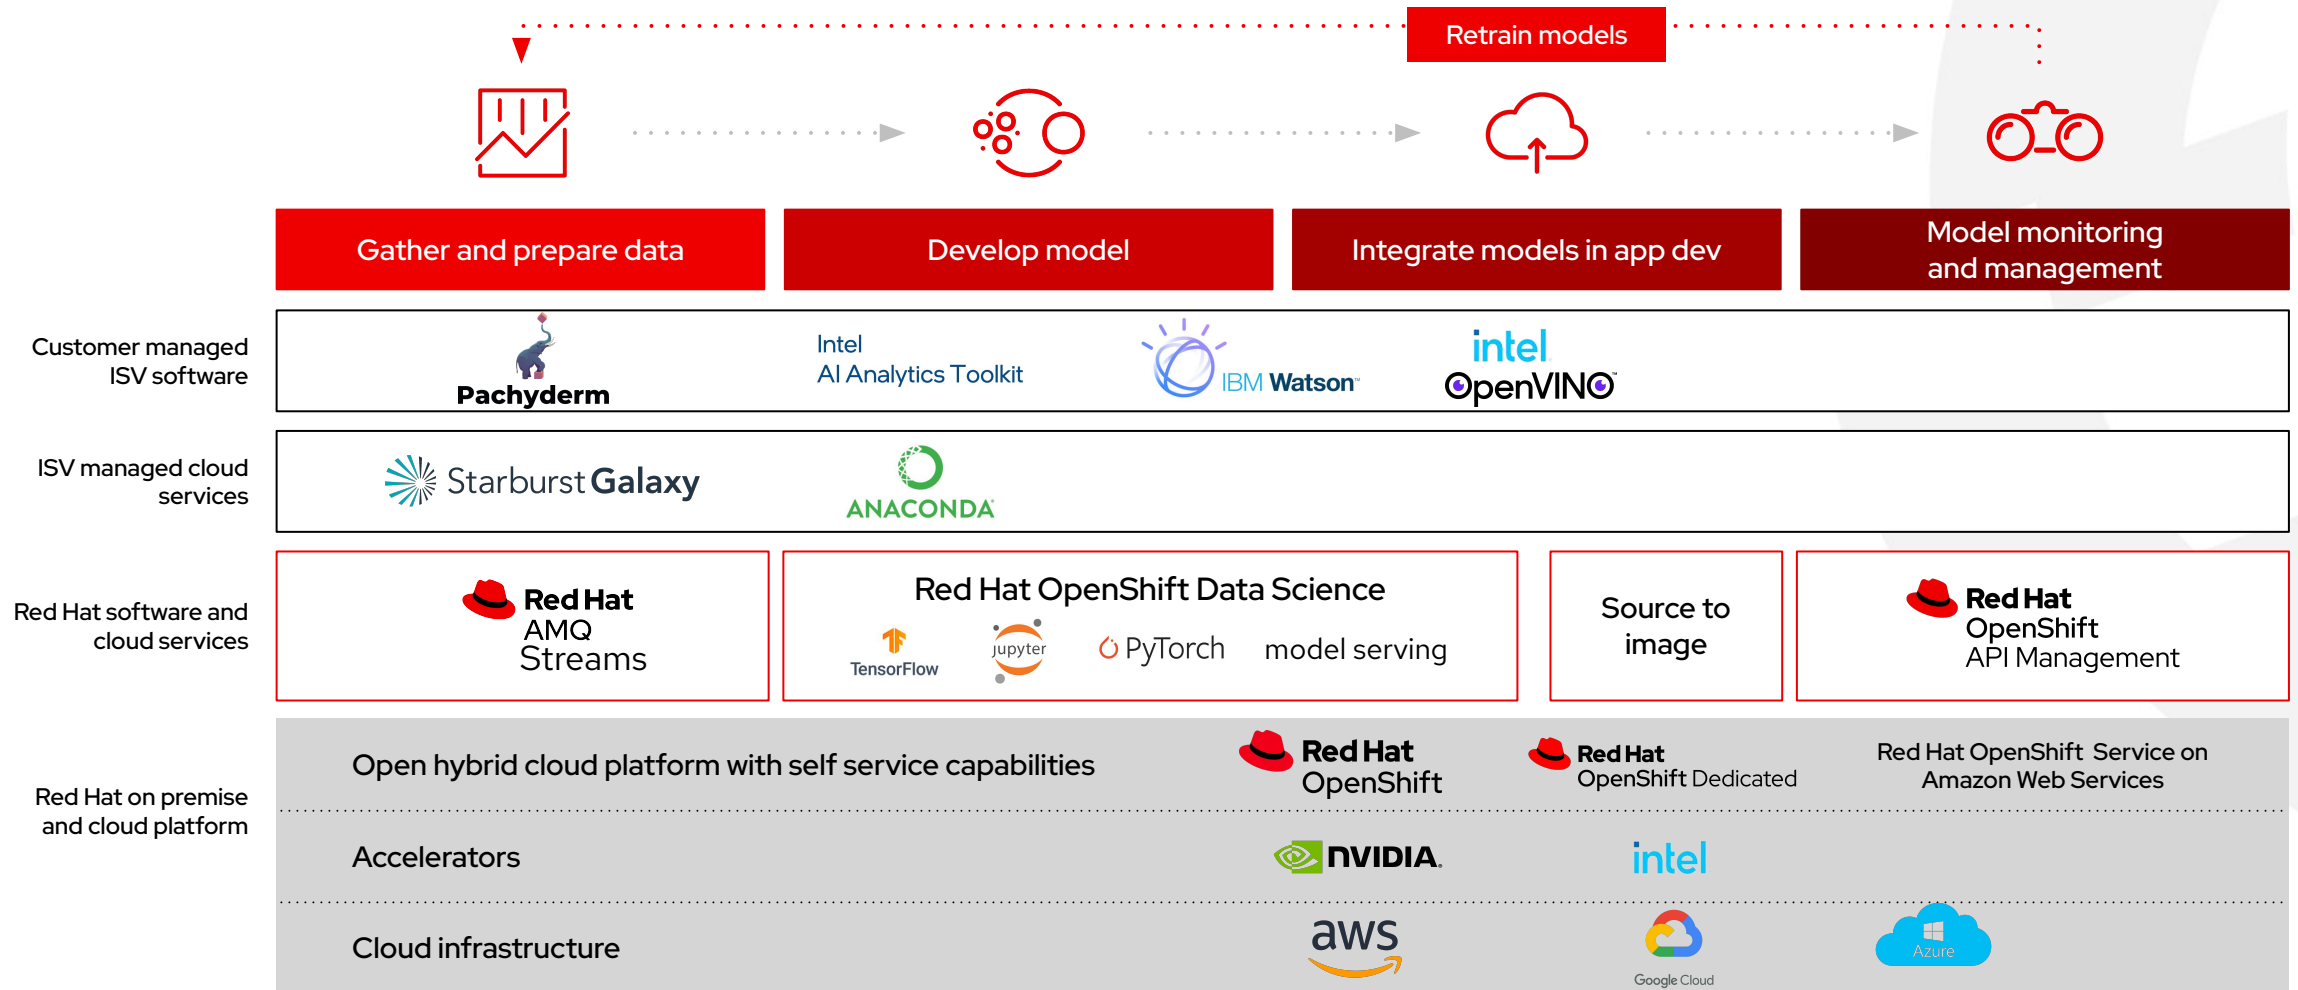 Retrain models
Gather and prepare data
Develop model
Integrate models in app dev
Model monitoring
and management
Customer managed
ISV software
Pachyderm
Intel
AI Analytics Toolkit
IBM Watson™
intel
OpenVINO™
ISV managed cloud
services
Starburst Galaxy
ANACONDA
Red Hat software and
cloud services
Red Hat
AMQ
Streams
Red Hat OpenShift Data Science
TensorFlow
jupyter
PyTorch
model serving
Source to
image
Red Hat
OpenShift
API Management
Red Hat on premise
and cloud platform
Open hybrid cloud platform with self service capabilities
Red Hat
OpenShift
Red Hat
OpenShift Dedicated
Red Hat OpenShift Service on
Amazon Web Services
Accelerators
NVIDIA.
intel
Cloud infrastructure
aws
Google Cloud
Azure